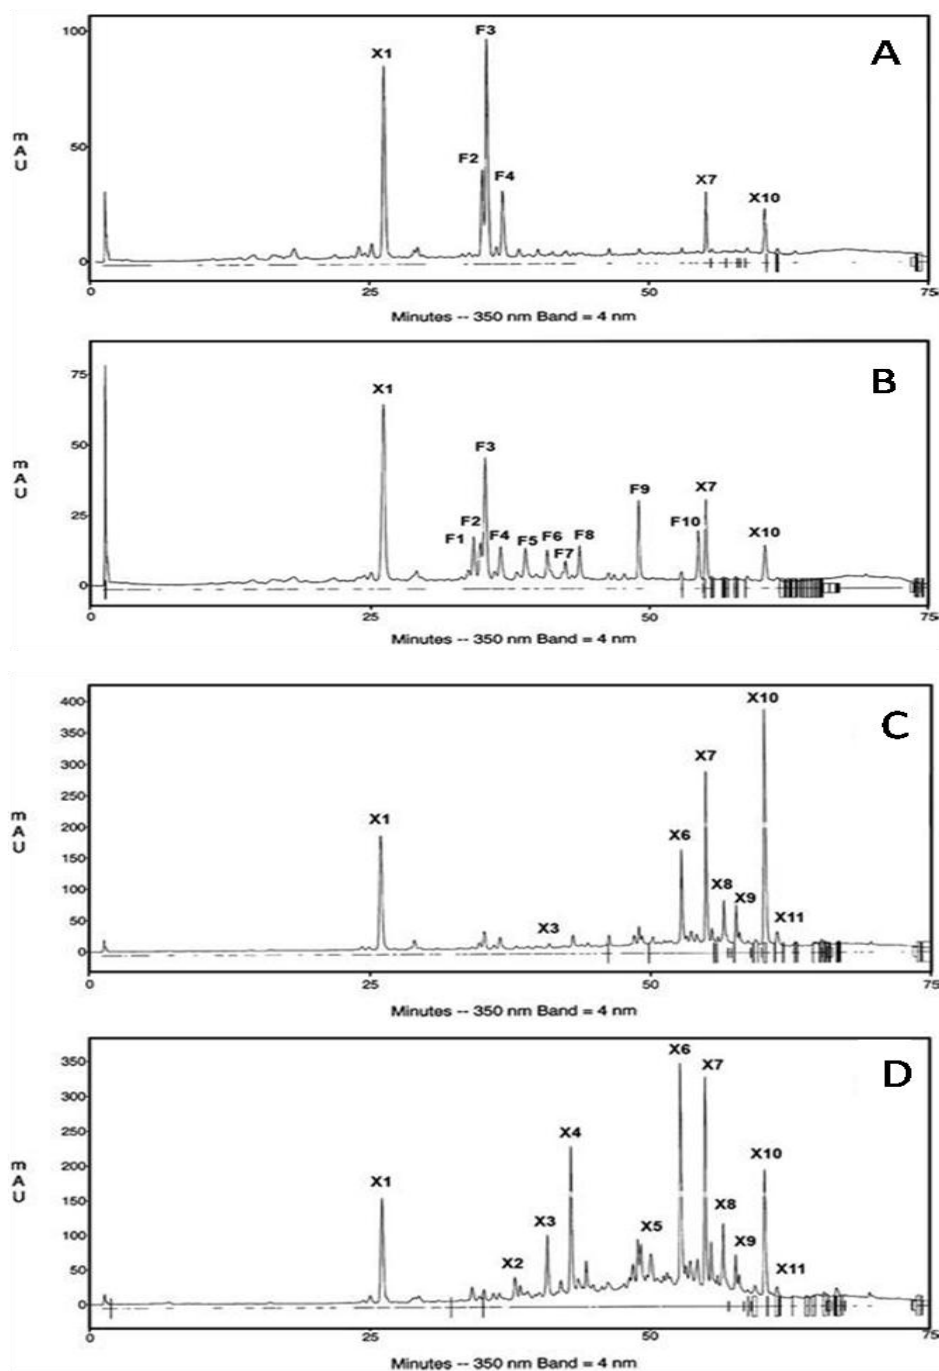 A
100
50
0
mAU
X1
F2
F3
F4
X7
X10
0 25 50 75
Minutes -- 350 nm Band = 4 nm
B
75
50
25
0
mAU
X1
F1
F2
F3
F4
F5
F6
F7
F8
F9
F10
X7
X10
0 25 50 75
Minutes -- 350 nm Band = 4 nm
C
400
350
300
250
200
150
100
50
0
mAU
X1
X3
X6
X7
X8
X9
X10
X11
0 25 50 75
Minutes -- 350 nm Band = 4 nm
D
350
300
250
200
150
100
50
0
mAU
X1
X2
X3
X4
X5
X6
X7
X8
X9
X10
X11
0 25 50 75
Minutes -- 350 nm Band = 4 nm